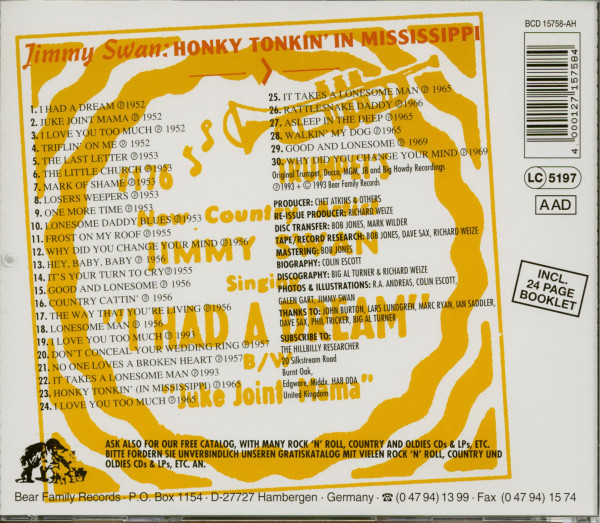 Jimmy Swan: HONKY TONKIN' IN MISSISSIPPI
BCD 15758-AH
4 000127 157584
LC 5197
AAD
INCL.
24 PAGE
BOOKLET
1. I HAD A DREAM ℗1952
2. JUKE JOINT MAMA ℗ 1952
3. I LOVE YOU TOO MUCH ℗ 1952
4. TRIFLIN' ON ME ℗1952
5. THE LAST LETTER ℗1953
6. THE LITTLE CHURCH ℗1953
7. MARK OF SHAME ℗1953
8. LOSERS WEEPERS ℗1953
9. ONE MORE TIME ℗1953
10. LONESOME DADDY BLUES ℗1953
11. FROST ON MY ROOF ℗1955
12. WHY DID YOU CHANGE YOUR MIND ℗1956
13. HEY, BABY, BABY ℗ 1956
14. IT'S YOUR TURN TO CRY ℗1955
15. GOOD AND LONESOME ℗ 1956
16. COUNTRY CATTIN' ℗ 1956
17. THE WAY THAT YOU'RE LIVING ℗1956
18. LONESOME MAN ℗ 1956
19. I LOVE YOU TOO MUCH ℗1993
20. DON'T CONCEAL YOUR WEDDING RING ℗1957
21. NO ONE LOVES A BROKEN HEART ℗1957
22. IT TAKES A LONESOME MAN ℗1993
23. HONKY TONKIN' (IN MISSISSIPPI) ℗1965
24. I LOVE YOU TOO MUCH ℗1965
25. IT TAKES A LONESOME MAN ℗ 1965
26. RATTLESNAKE DADDY ℗1966
27. ASLEEP IN THE DEEP ℗1965
28. WALKIN' MY DOG ℗1965
29. GOOD AND LONESOME ℗1969
30. WHY DID YOU CHANGE YOUR MIND ℗1969
Original Trumpet, Decca, MGM, JB and Big Howdy Recordings
℗1993 + © 1993 Bear Family Records
PRODUCER: CHET ATKINS & OTHERS
RE-ISSUE PRODUCER: RICHARD WEIZE
DISC TRANSFER: BOB JONES, MARK WILDER
TAPE/RECORD RESEARCH: BOB JONES, DAVE SAX, RICHARD WEIZE
MASTERING: BOB JONES
BIOGRAPHY: COLIN ESCOTT
DISCOGRAPHY: BIG AL TURNER & RICHARD WEIZE
PHOTOS & ILLUSTRATIONS: R.A. ANDREAS, COLIN ESCOTT,
GALEN GART, JIMMY SWAN
THANKS TO: JOHN BURTON, LARS LUNDGREN, MARC RYAN, IAN SADDLER,
DAVE SAX, PHIL TRICKER, BIG AL TURNER
SUBSCRIBE TO:
THE HILLBILLY RESEARCHER
20 Silkstream Road
Burnt Oak,
Edgware, Middx. HA8 0DA
United Kingdom
Country
JIMMY SWAN
Singing
"I HAD A DREAM"
B/W
"Juke Joint Mama"
ASK ALSO FOR OUR FREE CATALOG, WITH MANY ROCK 'N' ROLL, COUNTRY AND OLDIES CDs & LPs, ETC.
BITTE FORDERN SIE UNVERBINDLICH UNSEREN GRATISKATALOG MIT VIELEN ROCK 'N' ROLL, COUNTRY UND
OLDIES CDs & LPs, ETC. AN.
Bear Family Records · P.O. Box 1154 · D-27727 Hambergen · Germany · ☎ (0 47 94) 13 99 · Fax (0 47 94) 15 74